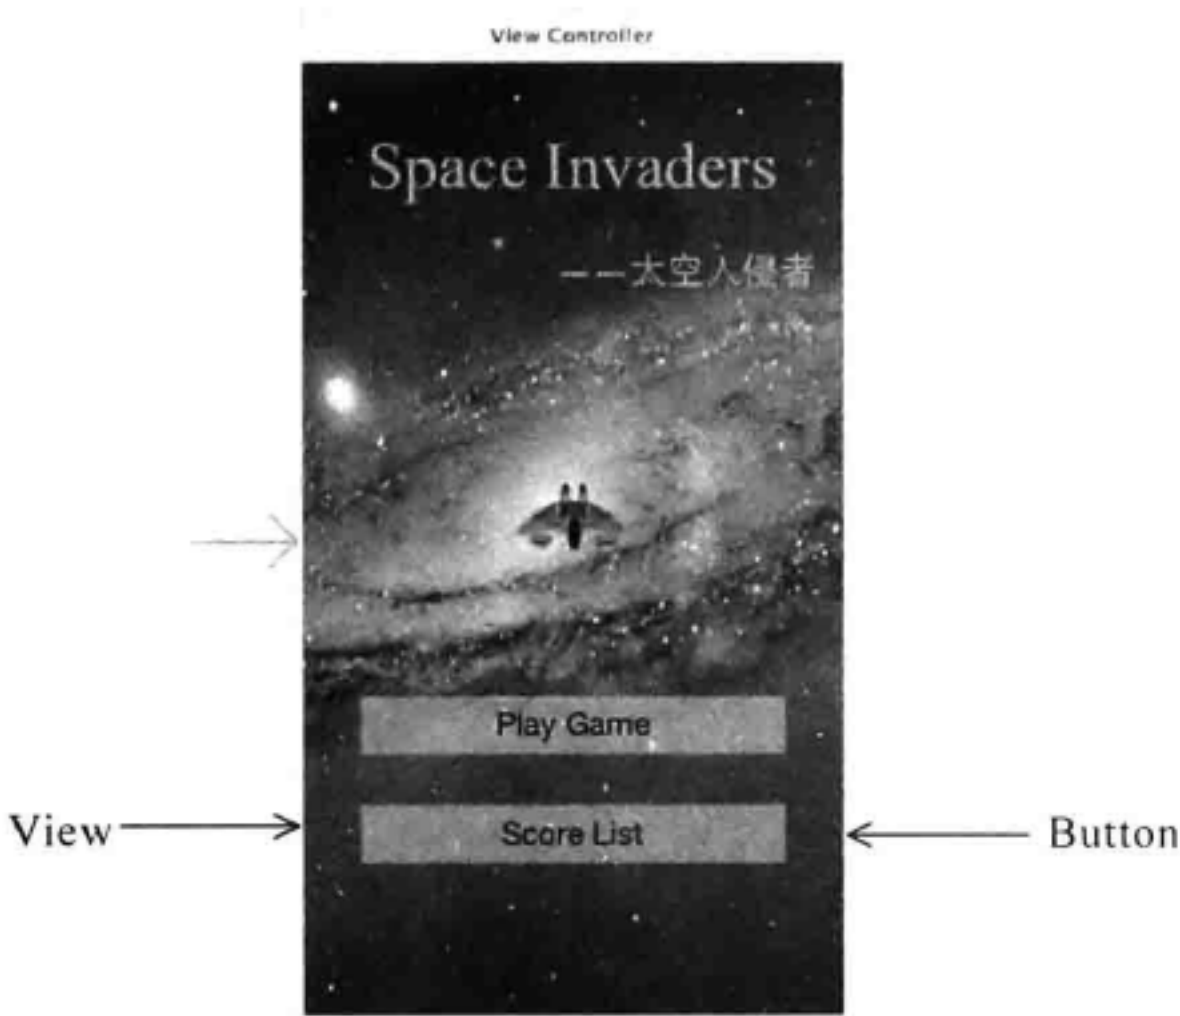 View Controller
Space Invaders
——太空入侵者
Play Game
View
Score List
Button